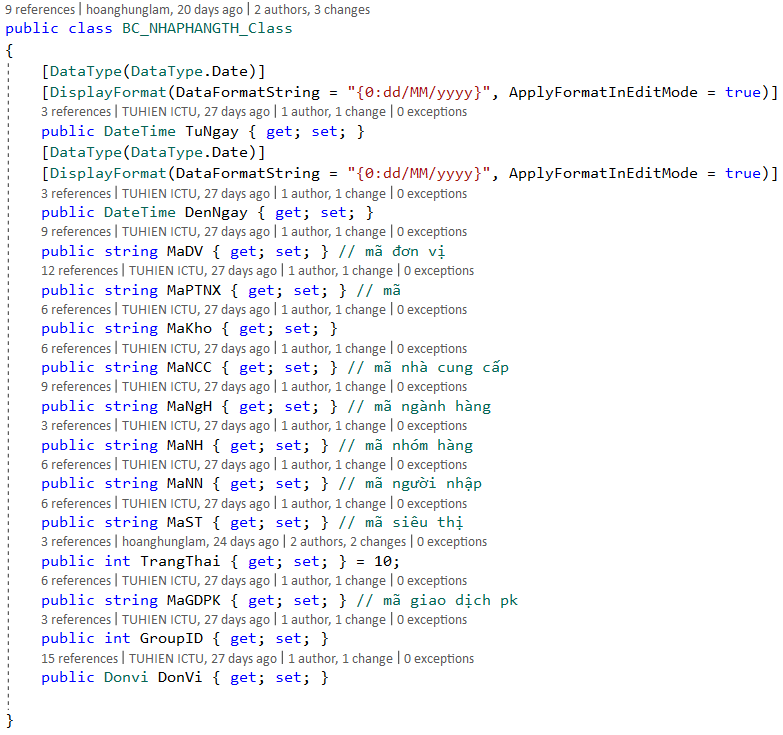 9 references | hoanghunglam, 20 days ago | 2 authors, 3 changes
public class BC_NHAPHANGTH_Class
{
[DataType(DataType.Date)]
[DisplayFormat(DataFormatString = "{0:dd/MM/yyyy}", ApplyFormatInEditMode = true)]
3 references | TUHIEN ICTU, 27 days ago | 1 author, 1 change | 0 exceptions
public DateTime TuNgay { get; set; }
[DataType(DataType.Date)]
[DisplayFormat(DataFormatString = "{0:dd/MM/yyyy}", ApplyFormatInEditMode = true)]
3 references | TUHIEN ICTU, 27 days ago | 1 author, 1 change | 0 exceptions
public DateTime DenNgay { get; set; }
9 references | TUHIEN ICTU, 27 days ago | 1 author, 1 change | 0 exceptions
public string MaDV { get; set; } // mã đơn vị
12 references | TUHIEN ICTU, 27 days ago | 1 author, 1 change | 0 exceptions
public string MaPTNX { get; set; } // mã
6 references | TUHIEN ICTU, 27 days ago | 1 author, 1 change | 0 exceptions
public string MaKho { get; set; }
6 references | TUHIEN ICTU, 27 days ago | 1 author, 1 change | 0 exceptions
public string MaNCC { get; set; } // mã nhà cung cấp
9 references | TUHIEN ICTU, 27 days ago | 1 author, 1 change | 0 exceptions
public string MaNgH { get; set; } // mã ngành hàng
3 references | TUHIEN ICTU, 27 days ago | 1 author, 1 change | 0 exceptions
public string MaNH { get; set; } // mã nhóm hàng
6 references | TUHIEN ICTU, 27 days ago | 1 author, 1 change | 0 exceptions
public string MaNN { get; set; } // mã người nhập
6 references | TUHIEN ICTU, 27 days ago | 1 author, 1 change | 0 exceptions
public string MaST { get; set; } // mã siêu thị
3 references | hoanghunglam, 24 days ago | 2 authors, 2 changes | 0 exceptions
public int TrangThai { get; set; } = 10;
6 references | TUHIEN ICTU, 27 days ago | 1 author, 1 change | 0 exceptions
public string MaGDPK { get; set; } // mã giao dịch pk
3 references | TUHIEN ICTU, 27 days ago | 1 author, 1 change | 0 exceptions
public int GroupID { get; set; }
15 references | TUHIEN ICTU, 27 days ago | 1 author, 1 change | 0 exceptions
public Donvi DonVi { get; set; }
}